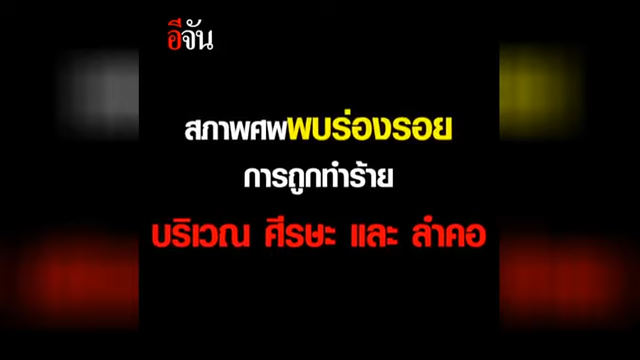 อีจัน
สภาพศพพบร่องรอย
การถูกทำร้าย
บริเวณ ศีรษะ และ ลำคอ